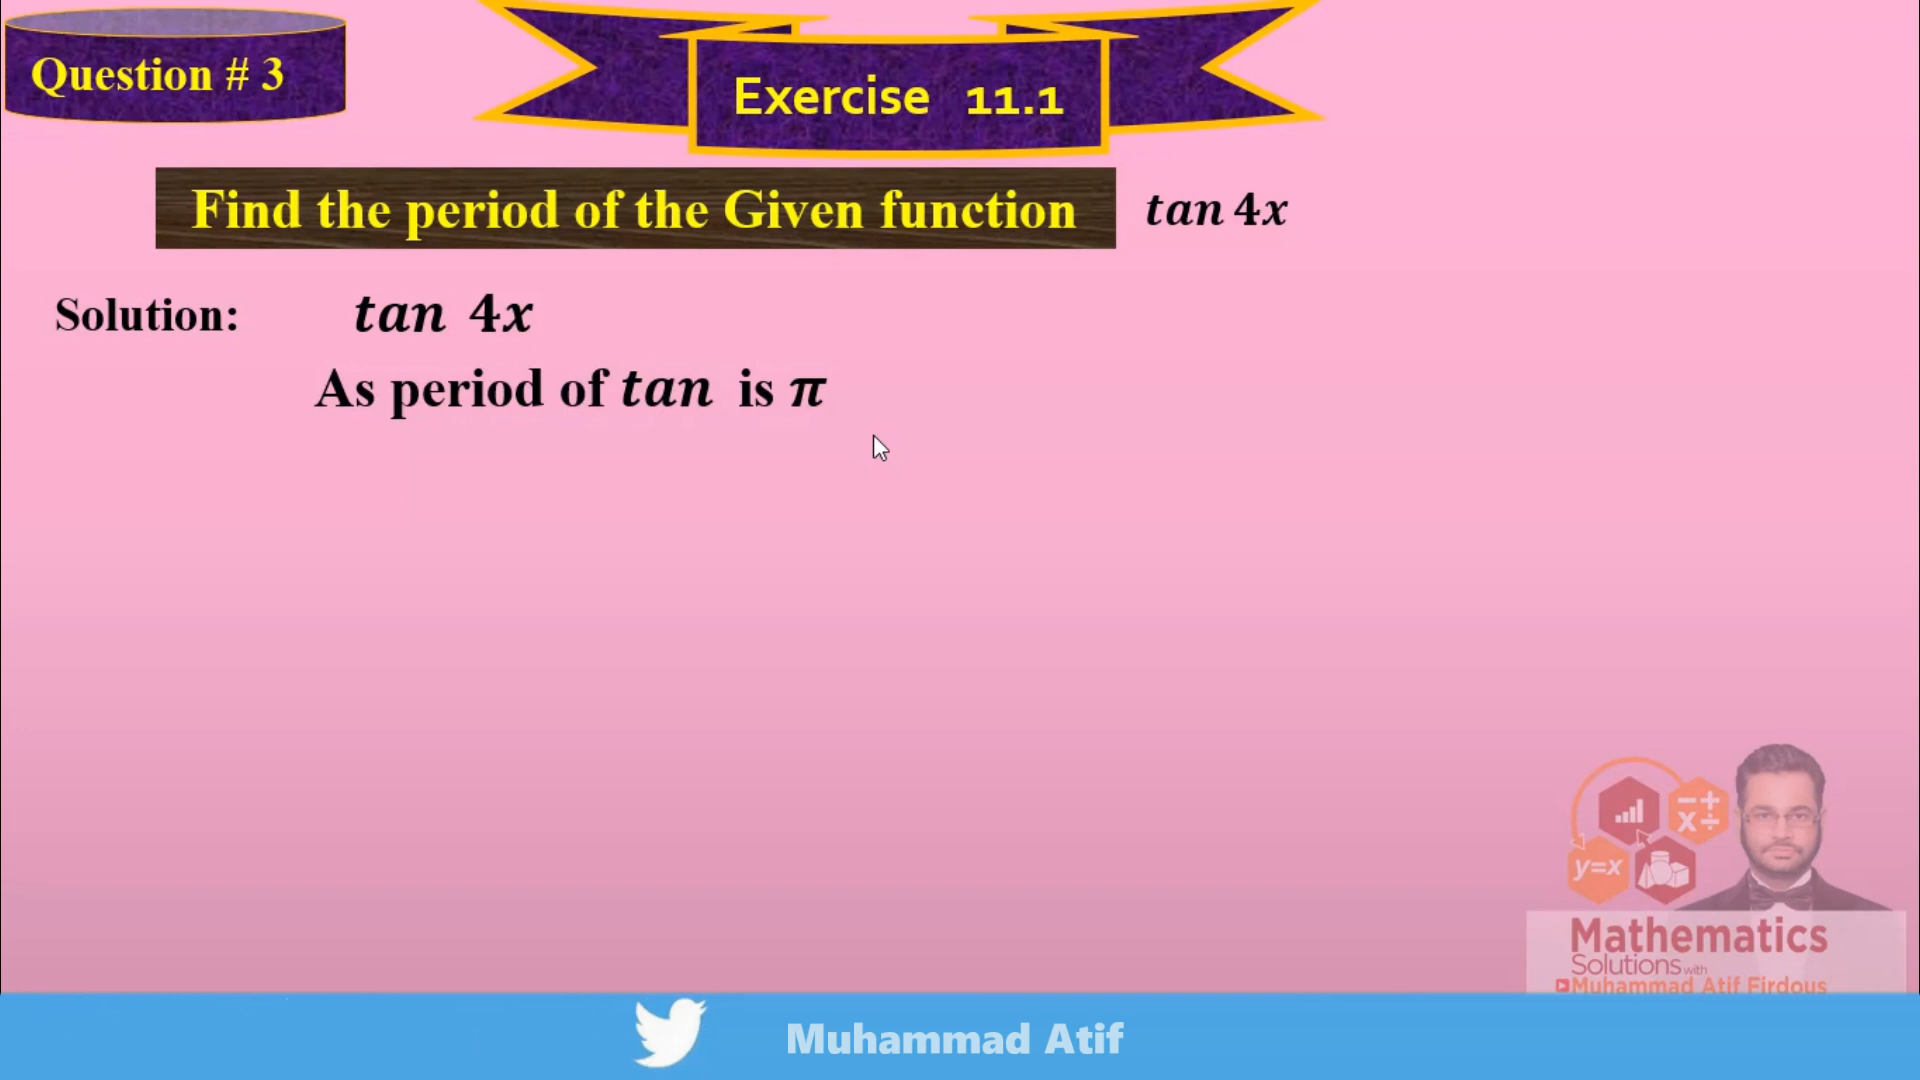 Question # 3
Exercise 11.1
Find the period of the Given function tan 4x
Solution: tan 4x
As period of tan is π
y=x
Mathematics
Solutions with
Muhammad Atif Firdous
Muhammad Atif